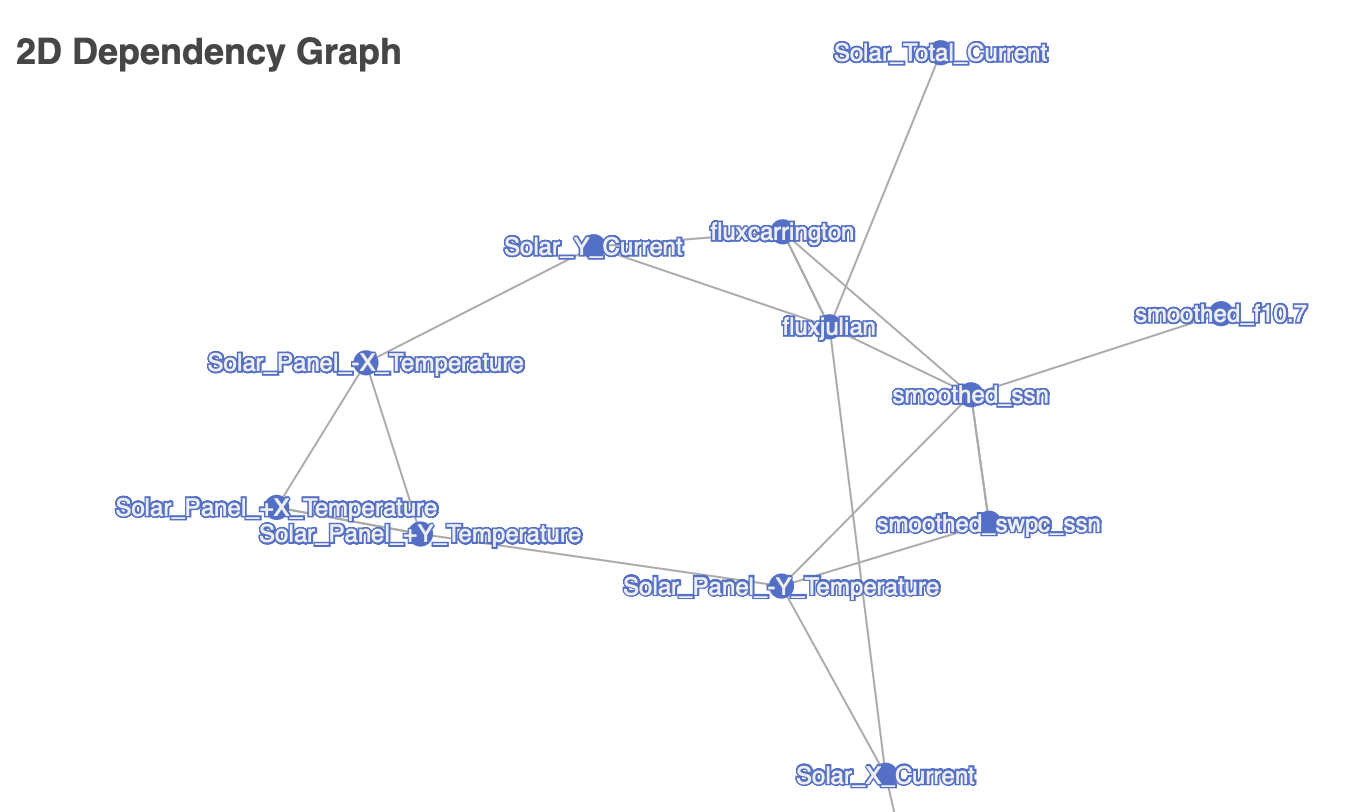 2D Dependency Graph
Solar_Total_Current
fluxcarrington
Solar_Y_Current
smoothed_f10.7
fluxjulian
Solar_Panel_-X_Temperature
smoothed_ssn
Solar_Panel_+X_Temperature
smoothed_swpc_ssn
Solar_Panel_+Y_Temperature
Solar_Panel_-Y_Temperature
Solar_X_Current